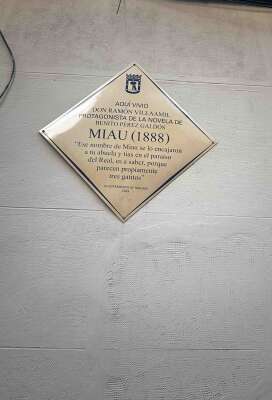 AQUÍ VIVIÓ
DON RAMÓN VILLAAMIL
PROTAGONISTA DE LA NOVELA DE
BENITO PÉREZ GALDÓS
MIAU (1888)
"Ese nombre de Miau se lo encajaron
a tu abuela y tías en el paraíso
del Real, es a saber, porque
parecen propiamente
tres gatitos"
AYUNTAMIENTO DE MADRID